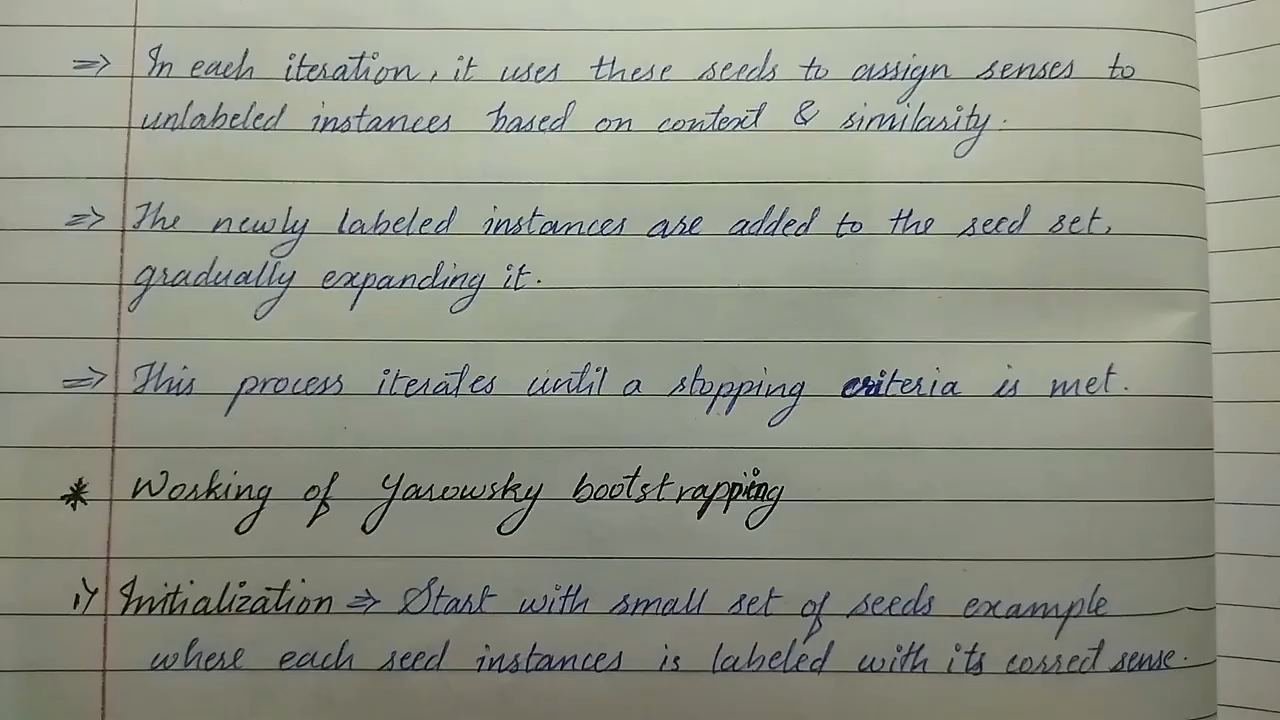 => In each iteration, it uses these seeds to assign senses to
unlabeled instances based on context & similarity.
=> The newly labeled instances are added to the seed set,
gradually expanding it.
=> This process iterates until a stopping criteria is met.
* Working of Yarowsky bootstrapping
i) Initialization => Start with small set of seeds example
where each seed instances is labeled with its correct sense.